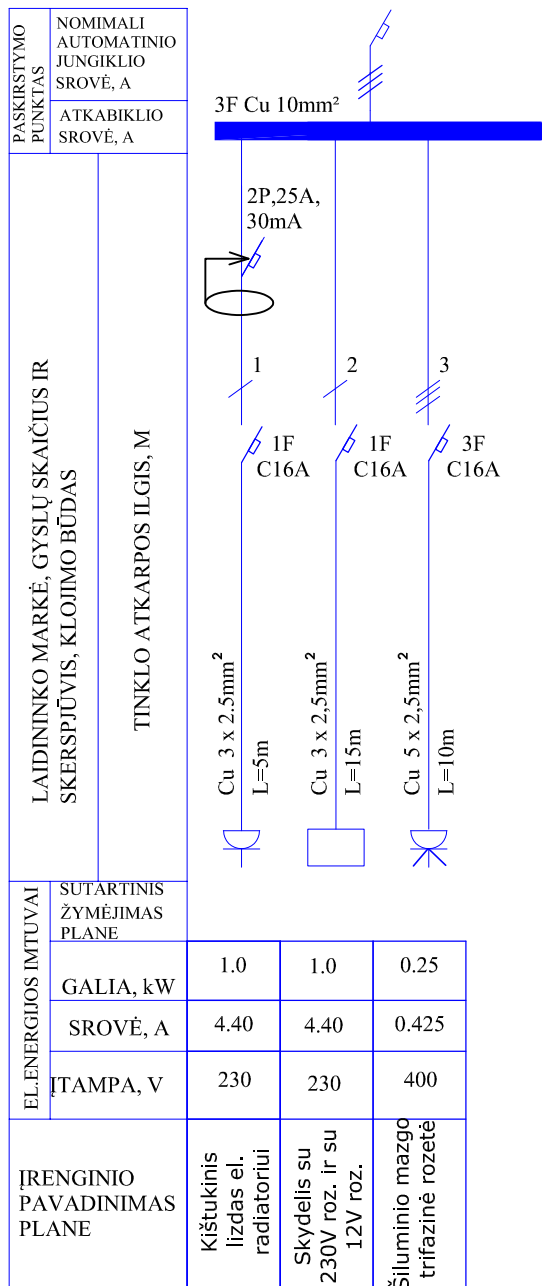 PASKIRSTYMO
PUNKTAS
NOMIMALI
AUTOMATINIO
JUNGIKLIO
SROVĖ, A
ATKABIKLIO
SROVĖ, A
3F Cu 10mm²
2P,25A,
30mA
1
2
3
1F
C16A
1F
C16A
3F
C16A
LAIDININKO MARKĖ, GYSLŲ SKAIČIUS IR
SKERSPJŪVIS, KLOJIMO BŪDAS
TINKLO ATKARPOS ILGIS, M
Cu 3 x 2.5mm²
L=5m
Cu 3 x 2,5mm²
L=15m
Cu 5 x 2,5mm²
L=10m
EL.ENERGIJOS IMTUVAI
SUTARTINIS
ŽYMĖJIMAS
PLANE
GALIA, kW
1.0
1.0
0.25
SROVĖ, A
4.40
4.40
0.425
ĮTAMPA, V
230
230
400
ĮRENGINIO
PAVADINIMAS
PLANE
Kištukinis
lizdas el.
radiatoriui
Skydelis su
230V roz. ir su
12V roz.
Šiluminio mazgo
trifazinė rozetė